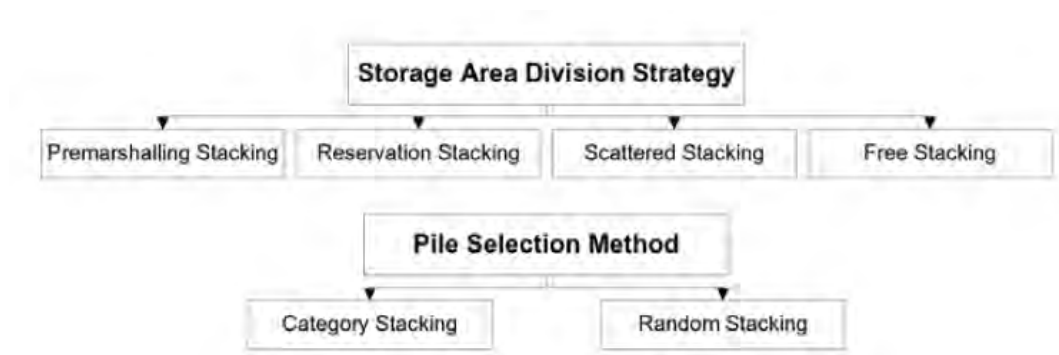 Storage Area Division Strategy
Premarshalling Stacking
Reservation Stacking
Scattered Stacking
Free Stacking
Pile Selection Method
Category Stacking
Random Stacking